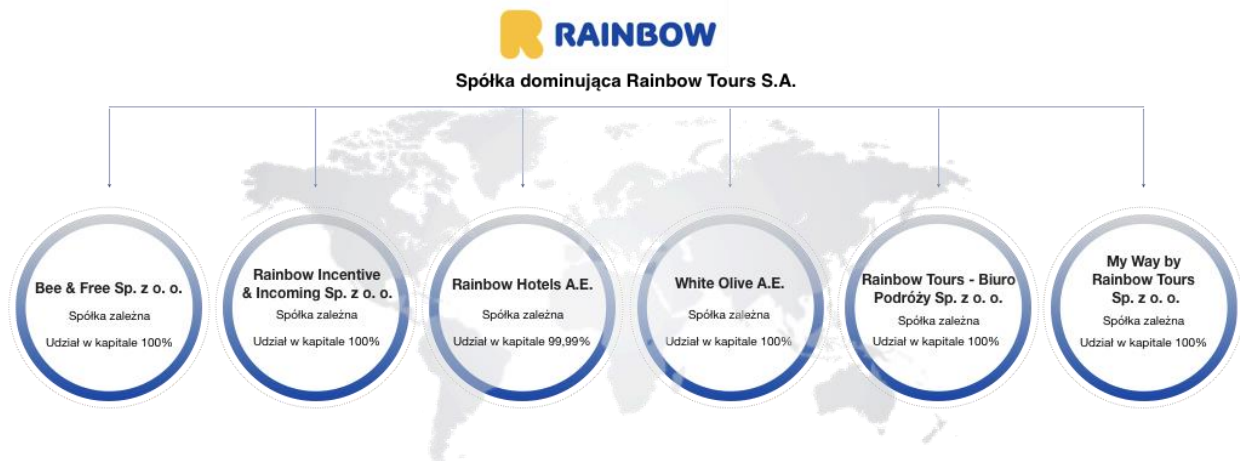 RAINBOW
Spółka dominująca Rainbow Tours S.A.
Bee & Free Sp. z o. o.
Spółka zależna
Udział w kapitale 100%
Rainbow Incentive
& Incoming Sp. z o. o.
Spółka zależna
Udział w kapitale 100%
Rainbow Hotels A.E.
Spółka zależna
Udział w kapitale 99,99%
White Olive A.E.
Spółka zależna
Udział w kapitale 100%
Rainbow Tours - Biuro
Podróży Sp. z o. o.
Spółka zależna
Udział w kapitale 100%
My Way by
Rainbow Tours
Sp. z o. o.
Spółka zależna
Udział w kapitale 100%